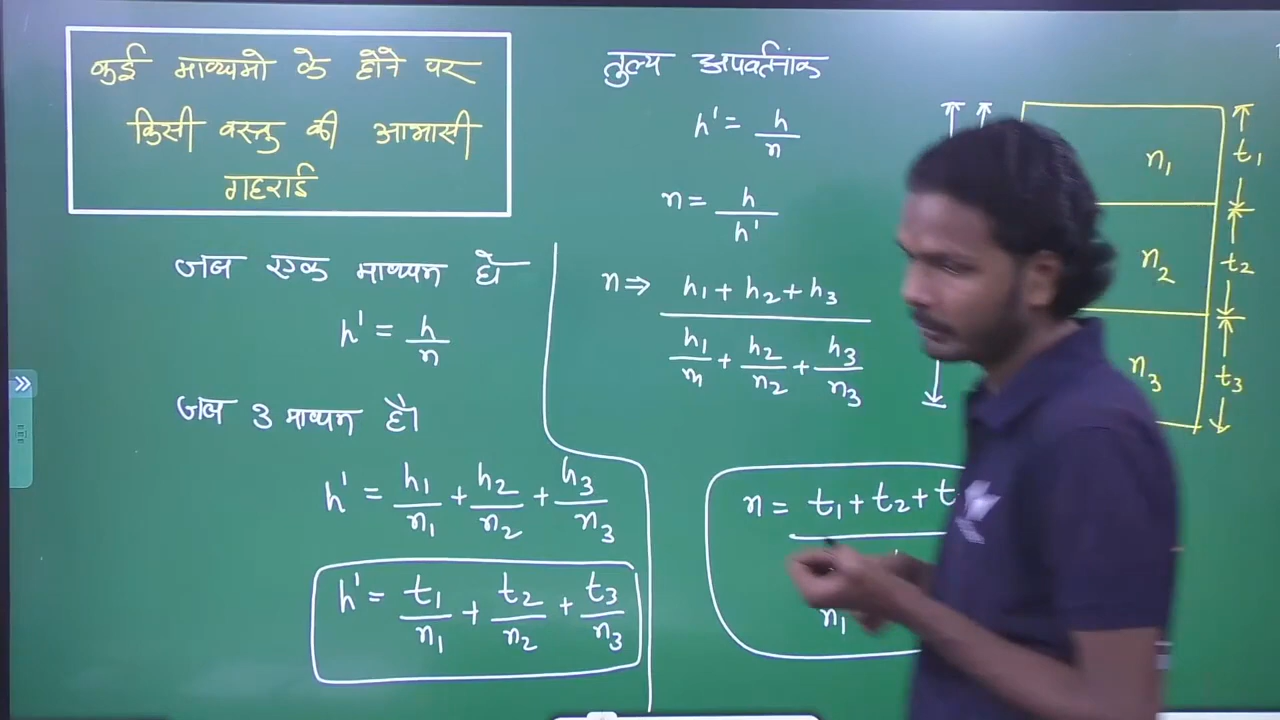 कुई माध्यमो के होने पर
किसी वस्तु की आभासी
गहराई
जब एक माध्यम हो
h' = h/n
जब 3 माध्यम हो
h' = h₁/n₁ + h₂/n₂ + h₃/n₃
h' = t₁/n₁ + t₂/n₂ + t₃/n₃
तुल्य अपवर्तनांक
h' = h/n
n = h/h'
n ⇒ (h₁ + h₂ + h₃)/(h₁/n₁ + h₂/n₂ + h₃/n₃)
n = t₁ + t₂ + t
n₁
n₁ t₁
n₂ t₂
n₃ t₃